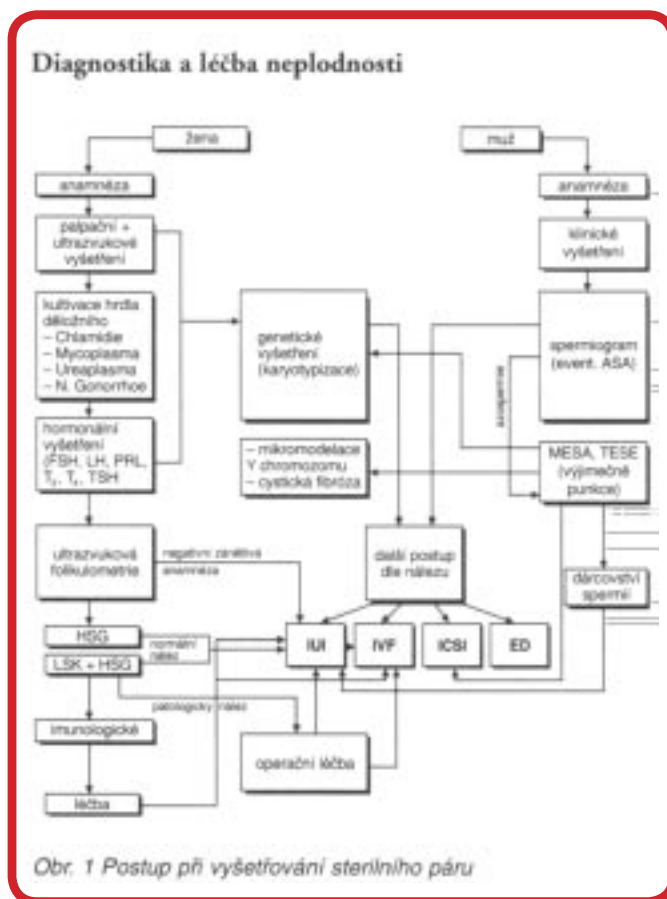 Diagnostika a léčba neplodnosti
žena
muž
anamnéza
anamnéza
palpační +
ultrazvukové
vyšetření
klinické
vyšetření
kultivace hrdla
děložního
– Chlamidie
– Mycoplasma
– Ureaplasma
– N. Gonorrhoe
genetické
vyšetření
(karyotypizace)
spermiogram
(event. ASA)
azoospermie
hormonální
vyšetření
(FSH, LH, PRL,
T₃, T₄, TSH
– mikromodelace
Y chromozomu
– cystická fibróza
MESA, TESE
(výjimečně
punkce)
ultrazvuková
folikulometrie
negativní zánětlivá
anamnéza
další postup
dle nálezu
dárcovství
spermií
HSG
normální
nález
LSK + HSG
IUI
IVF
ICSI
ED
patologický nález
imunologické
operační léčba
léčba
Obr. 1 Postup při vyšetřování sterilního páru